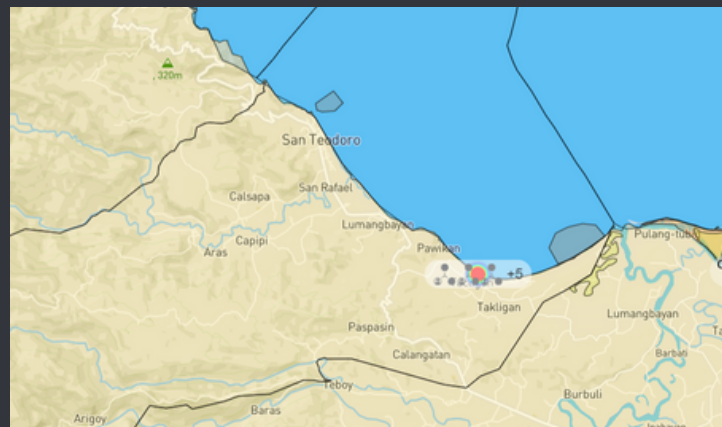 , 320m
San Teodoro
San Rafael
Calsapa
Lumangbayan
Pulang-tubig
Capipi
Pawikan
Aras
+5
Takligan
Lumangbayan
Paspasin
Barbati
Calangatan
Teboy
Burbuli
Baras
Arigoy